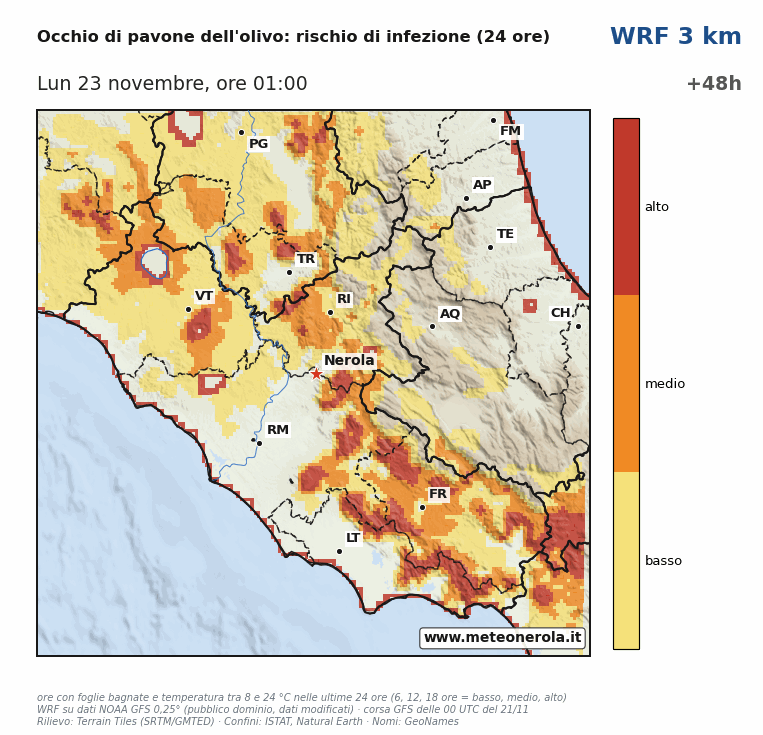 Occhio di pavone dell'olivo: rischio di infezione (24 ore)
WRF 3 km
Lun 23 novembre, ore 01:00
+48h
FM
PG
AP
TE
TR
VT
RI
AQ
CH
Nerola
RM
FR
LT
www.meteonerola.it
alto
medio
basso
ore con foglie bagnate e temperatura tra 8 e 24 °C nelle ultime 24 ore (6, 12, 18 ore = basso, medio, alto)
WRF su dati NOAA GFS 0,25° (pubblico dominio, dati modificati) · corsa GFS delle 00 UTC del 21/11
Rilievo: Terrain Tiles (SRTM/GMTED) · Confini: ISTAT, Natural Earth · Nomi: GeoNames